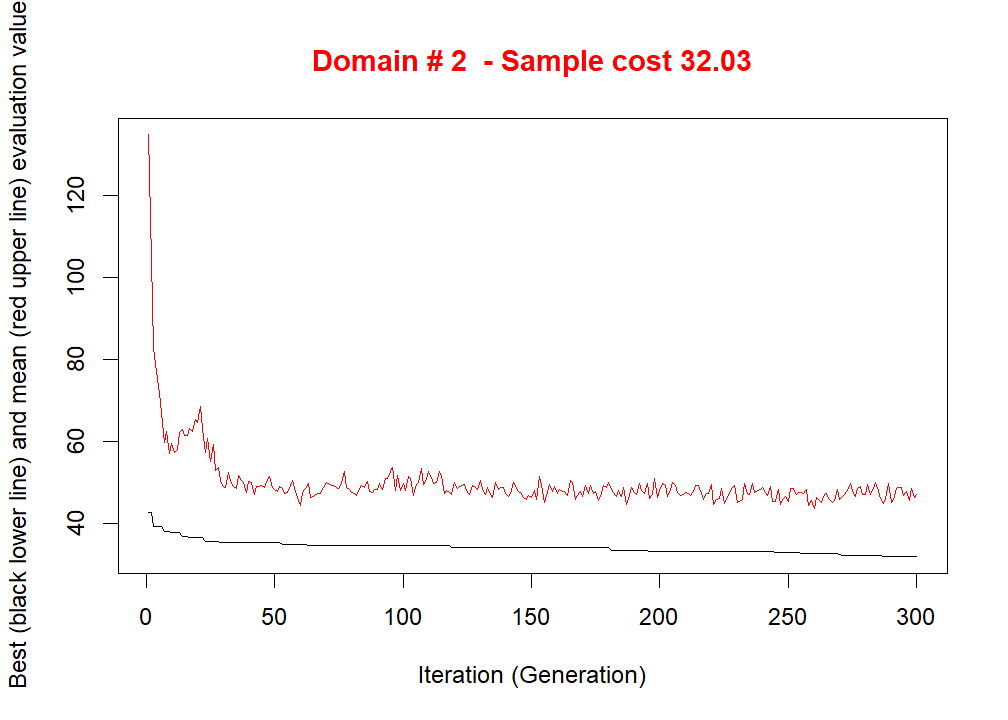 Domain # 2 - Sample cost 32.03
Best (black lower line) and mean (red upper line) evaluation value
120
100
80
60
40
0 50 100 150 200 250 300
Iteration (Generation)